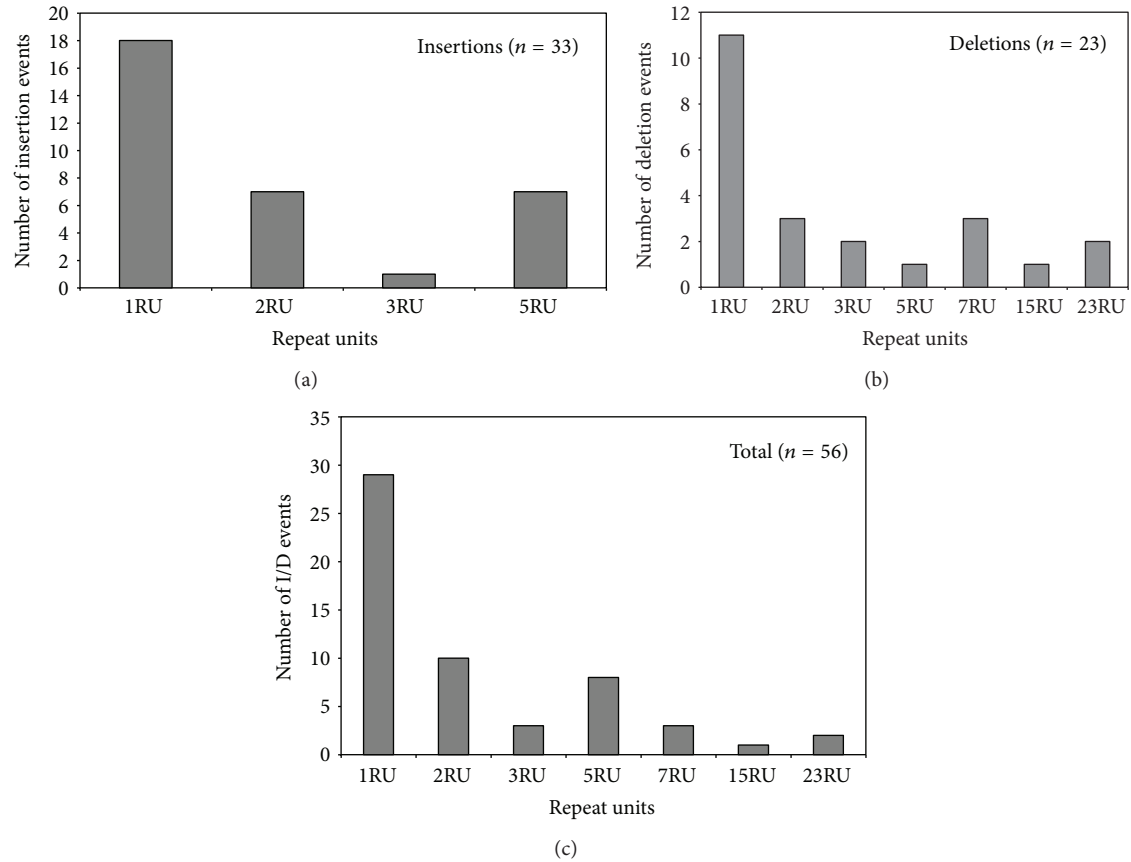 Number of insertion events
20
18
16
14
12
10
8
6
4
2
0
Insertions (n = 33)
1RU 2RU 3RU 5RU
Repeat units
(a)
Number of deletion events
12
10
8
6
4
2
0
Deletions (n = 23)
1RU 2RU 3RU 5RU 7RU 15RU 23RU
Repeat units
(b)
Number of I/D events
35
30
25
20
15
10
5
0
Total (n = 56)
1RU 2RU 3RU 5RU 7RU 15RU 23RU
Repeat units
(c)